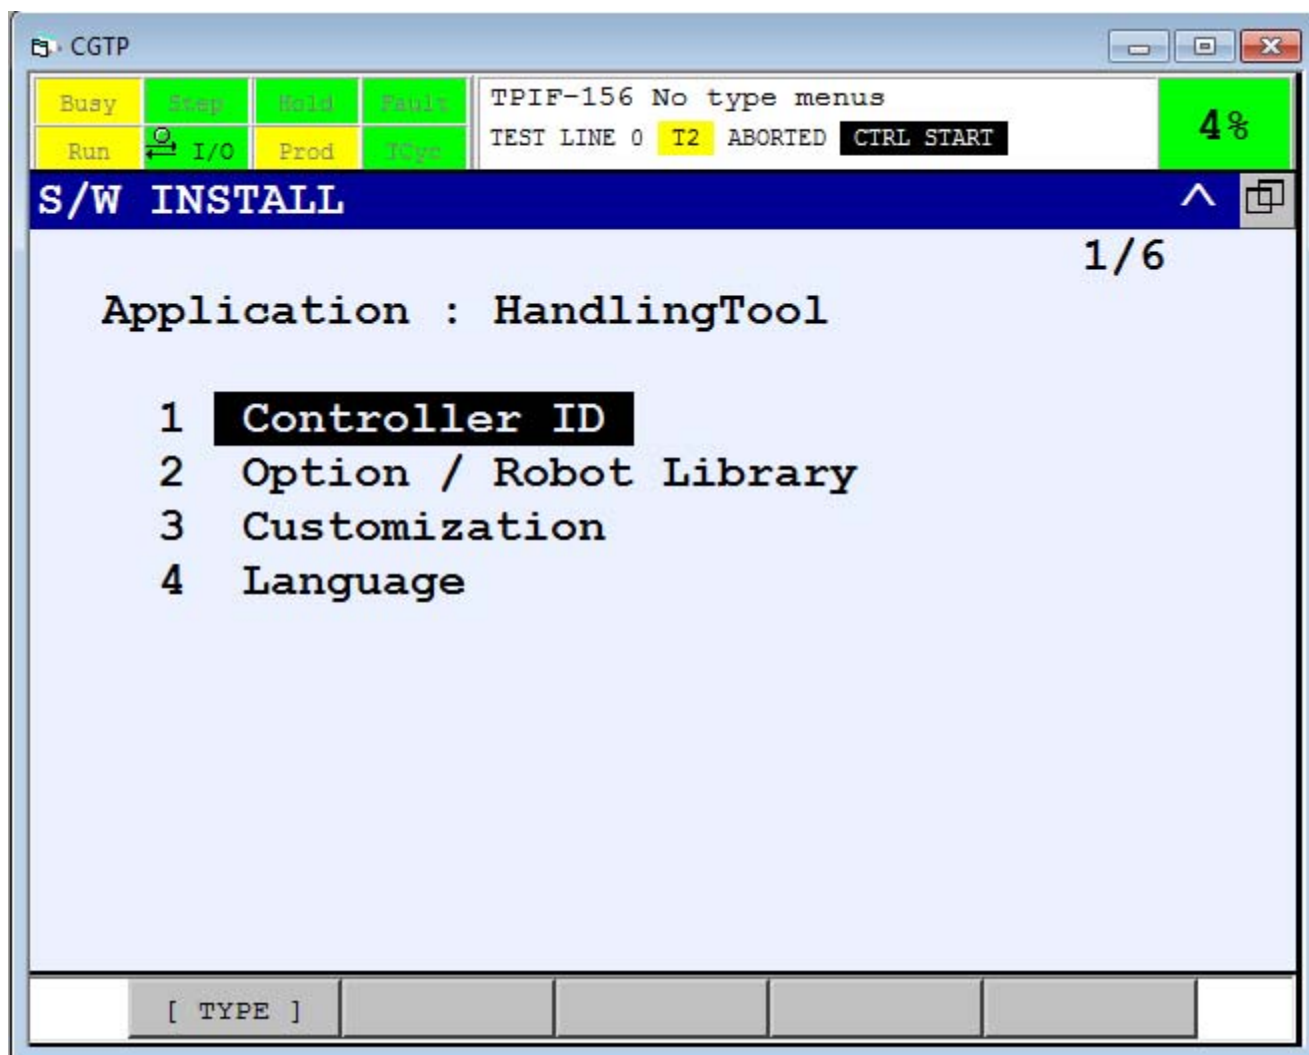 CGTP
Busy Step Hold Fault
Run I/O Prod TCyc
TPIF-156 No type menus
TEST LINE 0 T2 ABORTED CTRL START
4%
S/W INSTALL
1/6
Application : HandlingTool
1 Controller ID
2 Option / Robot Library
3 Customization
4 Language
[ TYPE ]